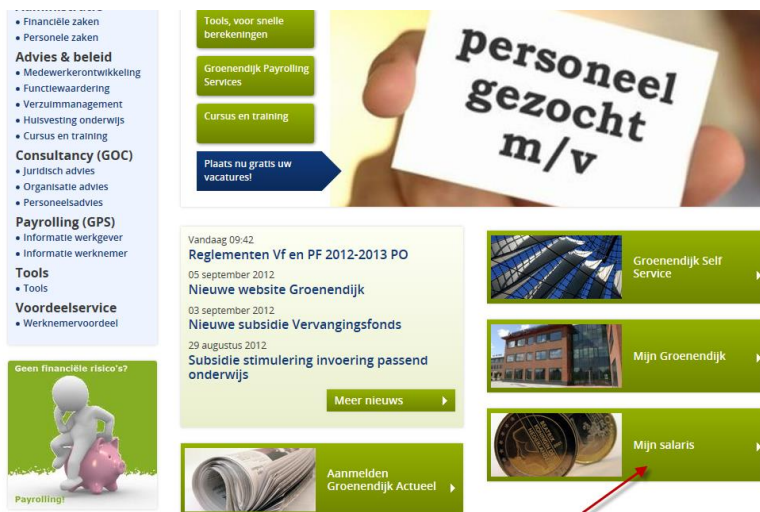 • Financiële zaken
• Personele zaken
Advies & beleid
• Medewerkerontwikkeling
• Functiewaardering
• Verzuimmanagement
• Huisvesting onderwijs
• Cursus en training
Consultancy (GOC)
• Juridisch advies
• Organisatie advies
• Personeelsadvies
Payrolling (GPS)
• Informatie werkgever
• Informatie werknemer
Tools
• Tools
Voordeelservice
• Werknemervoordeel
Geen financiële risico's?
Payrolling!
Tools, voor snelle
berekeningen
Groenendijk Payrolling
Services
Cursus en training
Plaats nu gratis uw
vacatures!
personeel
gezocht
m/v
Vandaag 09:42
Reglementen Vf en PF 2012-2013 PO
05 september 2012
Nieuwe website Groenendijk
03 september 2012
Nieuwe subsidie Vervangingsfonds
29 augustus 2012
Subsidie stimulering invoering passend
onderwijs
Meer nieuws
Aanmelden
Groenendijk Actueel
Groenendijk Self
Service
Mijn Groenendijk
Mijn salaris